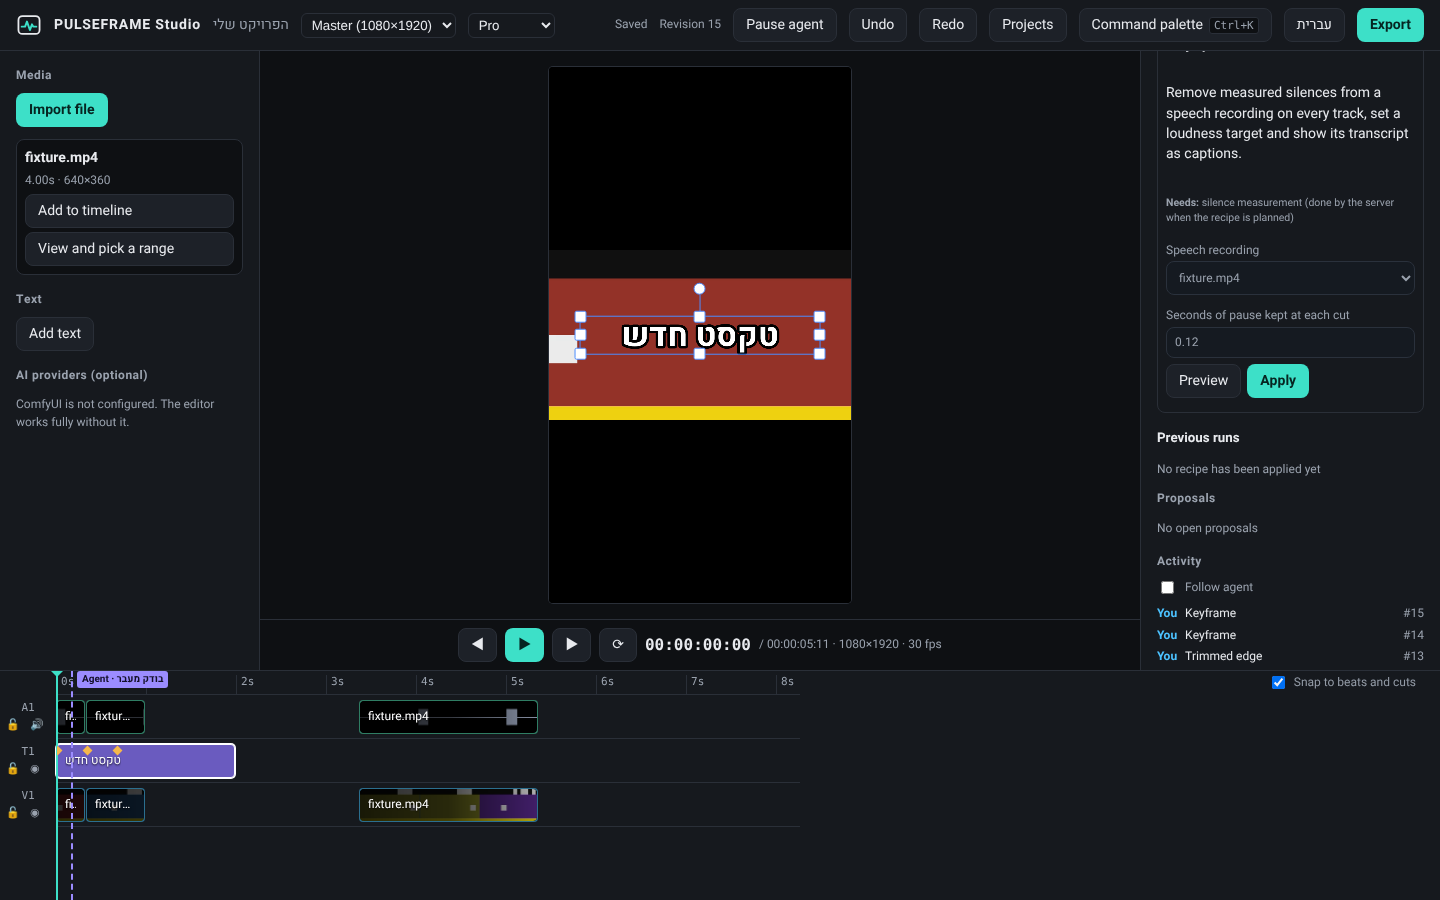 PULSEFRAME Studio הפרויקט שלי Master (1080×1920) Pro Saved Revision 15 Pause agent Undo Redo Projects Command palette Ctrl+K עברית Export
Media
Import file
fixture.mp4
4.00s · 640×360
Add to timeline
View and pick a range
Text
Add text
AI providers (optional)
ComfyUI is not configured. The editor
works fully without it.
טקסט חדש
00:00:00:00 / 00:00:05:11 · 1080×1920 · 30 fps
Remove measured silences from a
speech recording on every track, set a
loudness target and show its transcript
as captions.
Needs: silence measurement (done by the server
when the recipe is planned)
Speech recording
fixture.mp4
Seconds of pause kept at each cut
0.12
Preview Apply
Previous runs
No recipe has been applied yet
Proposals
No open proposals
Activity
Follow agent
You Keyframe #15
You Keyframe #14
You Trimmed edge #13
0s Agent · בודק מעבר 2s 3s 4s 5s 6s 7s 8s Snap to beats and cuts
A1 fi… fixtur… fixture.mp4
T1 טקסט חדש
V1 fi… fixtur… fixture.mp4